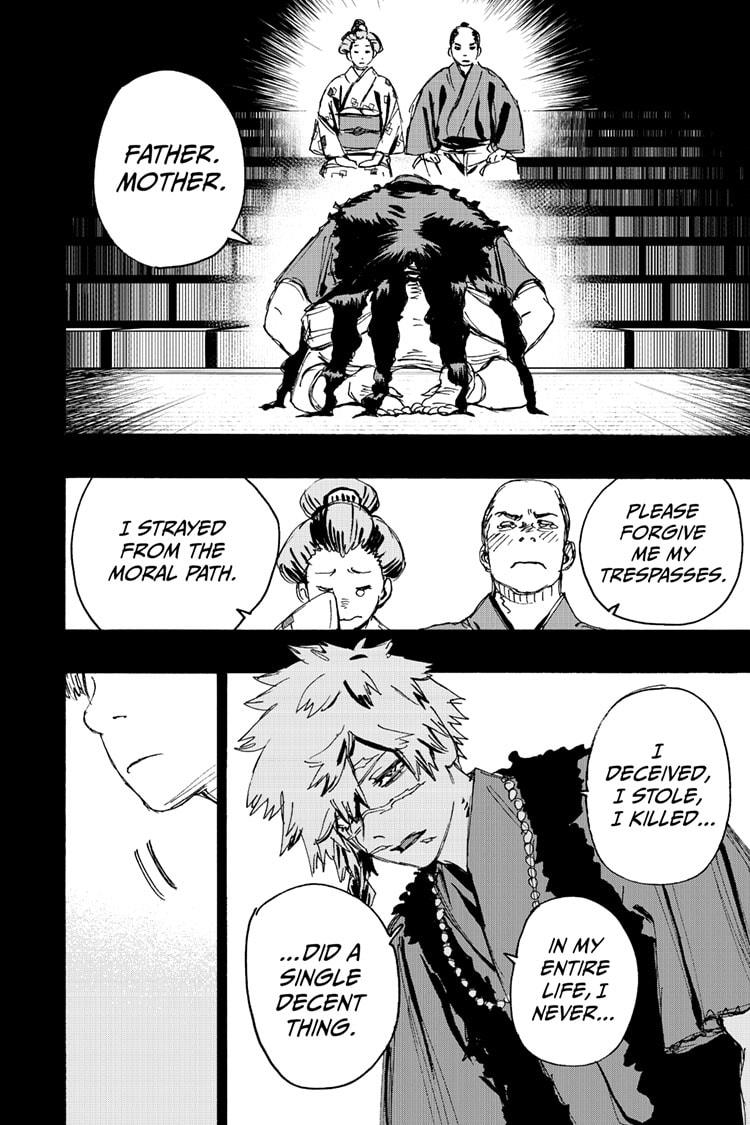 FATHER.
MOTHER.
PLEASE
FORGIVE
ME MY
TRESPASSES.
I STRAYED
FROM THE
MORAL PATH.
I
DECEIVED,
I STOLE,
I KILLED...
IN MY
ENTIRE
LIFE, I
NEVER...
...DID A
SINGLE
DECENT
THING.